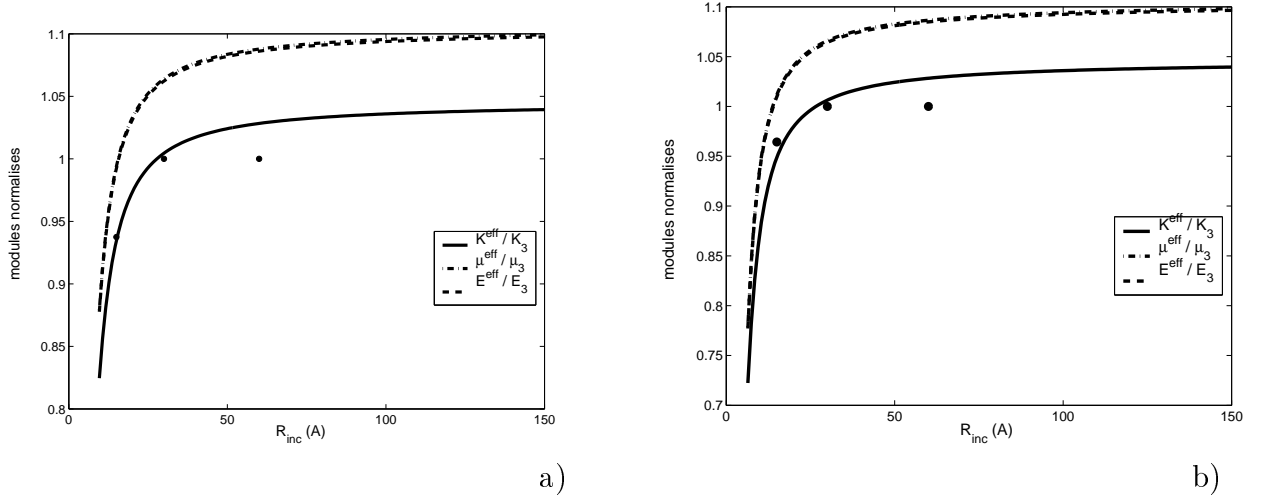 1.1
1.05
1
0.95
0.9
0.85
0.8
modules normalises
0
50
100
150
R_inc (A)
K^eff / K_3
μ^eff / μ_3
E^eff / E_3
a)
1.1
1.05
1
0.95
0.9
0.85
0.8
0.75
0.7
modules normalises
0
50
100
150
R_inc (A)
K^eff / K_3
μ^eff / μ_3
E^eff / E_3
b)